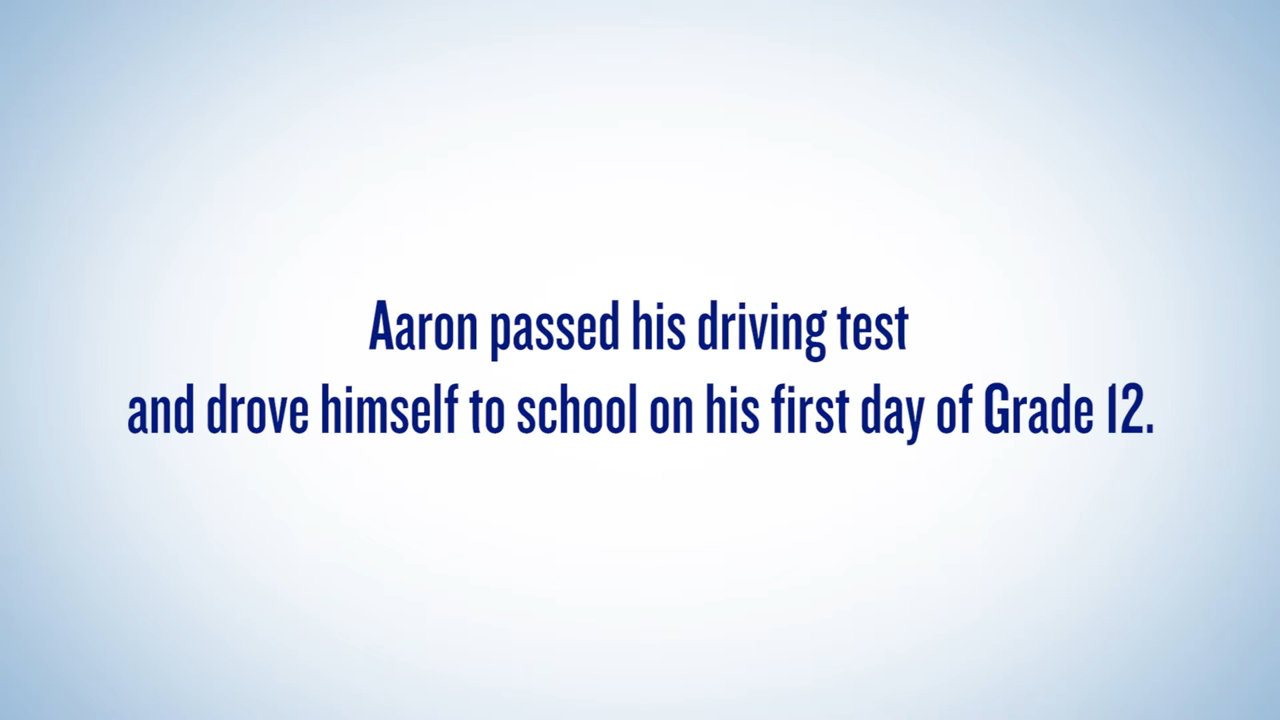 Aaron passed his driving test
and drove himself to school on his first day of Grade 12.